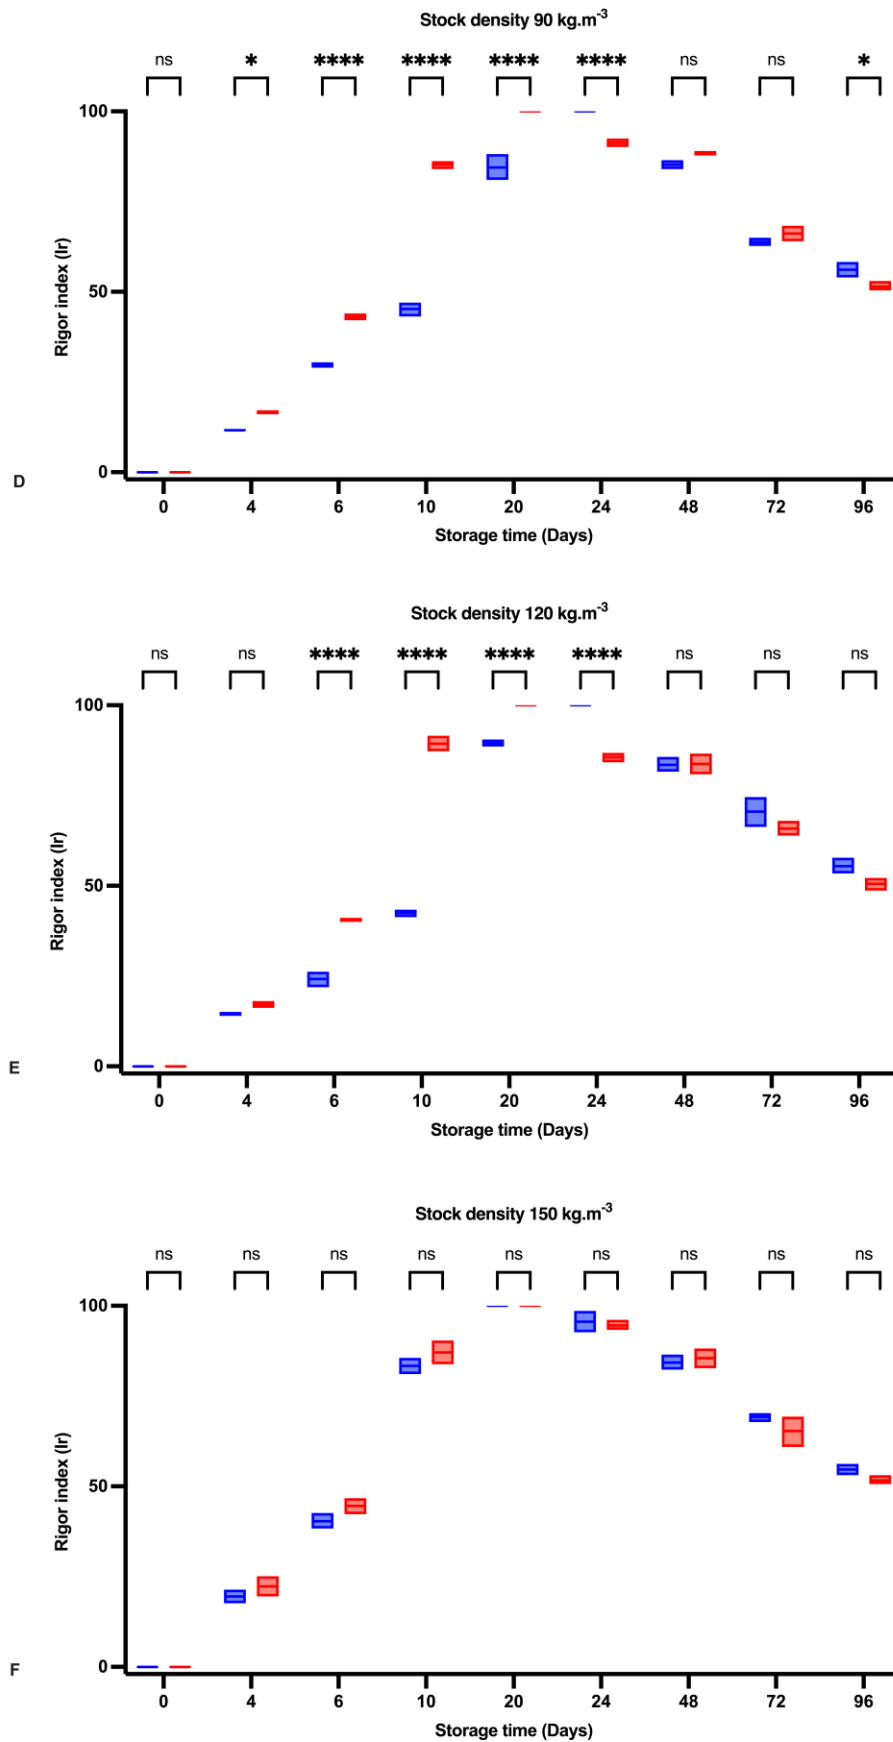 Stock density 90 kg.m-3
ns * **** **** **** **** ns ns *
100
50
0
Rigor index (Ir)
0 4 6 10 20 24 48 72 96
Storage time (Days)
D
Stock density 120 kg.m-3
ns ns **** **** **** **** ns ns ns
100
50
0
Rigor index (Ir)
0 4 6 10 20 24 48 72 96
Storage time (Days)
E
Stock density 150 kg.m-3
ns ns ns ns ns ns ns ns ns
100
50
0
Rigor index (Ir)
0 4 6 10 20 24 48 72 96
Storage time (Days)
F